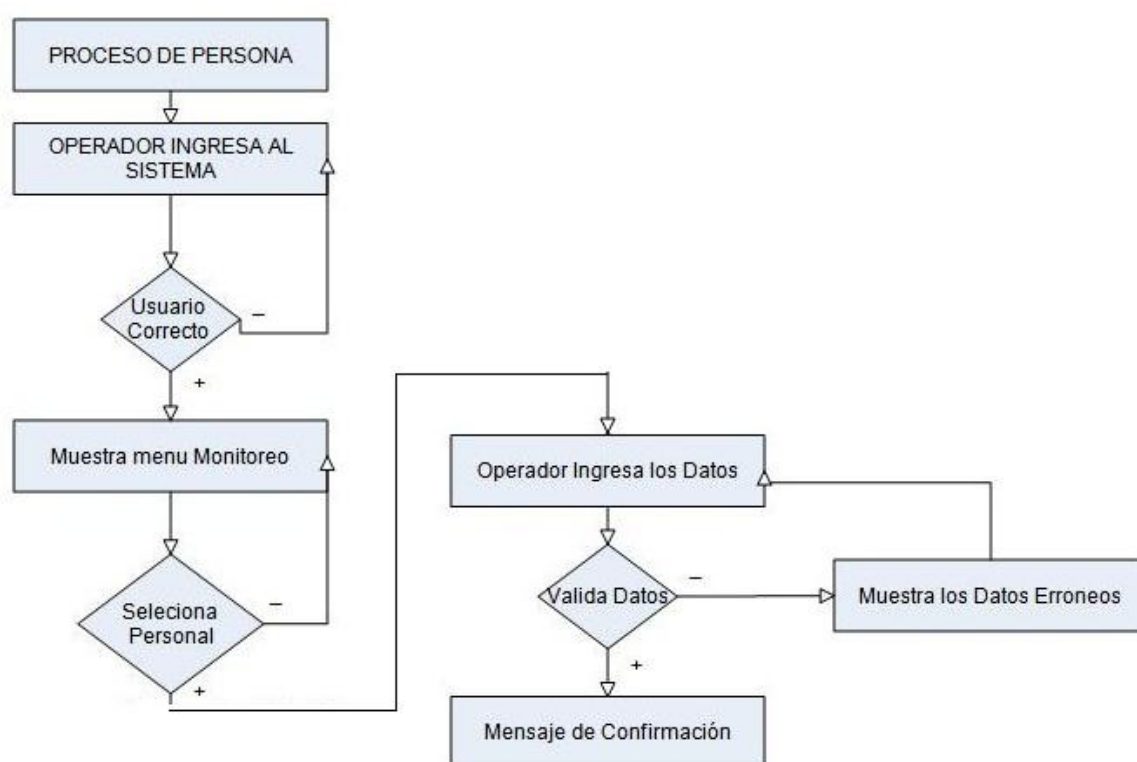 PROCESO DE PERSONA
OPERADOR INGRESA AL
SISTEMA
Usuario
Correcto
–
+
Muestra menu Monitoreo
Seleciona
Personal
–
+
Operador Ingresa los Datos
Valida Datos
–
Muestra los Datos Erroneos
+
Mensaje de Confirmación